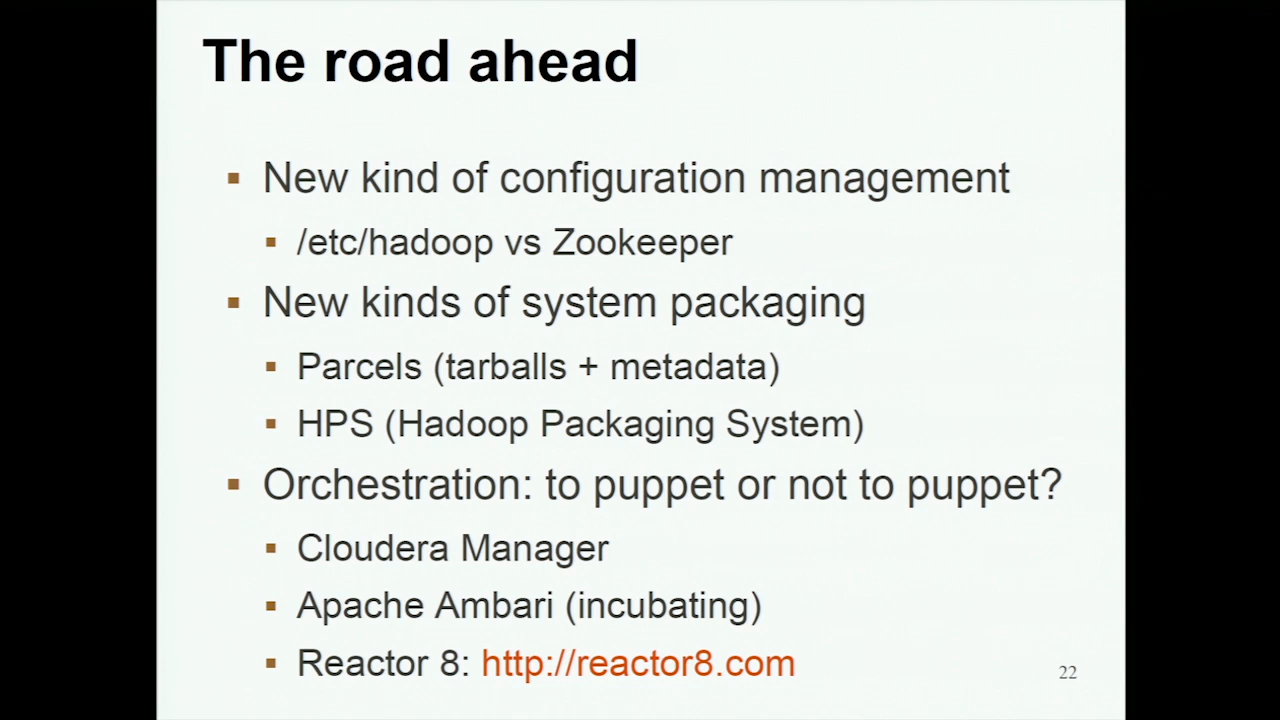 The road ahead
New kind of configuration management
/etc/hadoop vs Zookeeper
New kinds of system packaging
Parcels (tarballs + metadata)
HPS (Hadoop Packaging System)
Orchestration: to puppet or not to puppet?
Cloudera Manager
Apache Ambari (incubating)
Reactor 8: http://reactor8.com
22